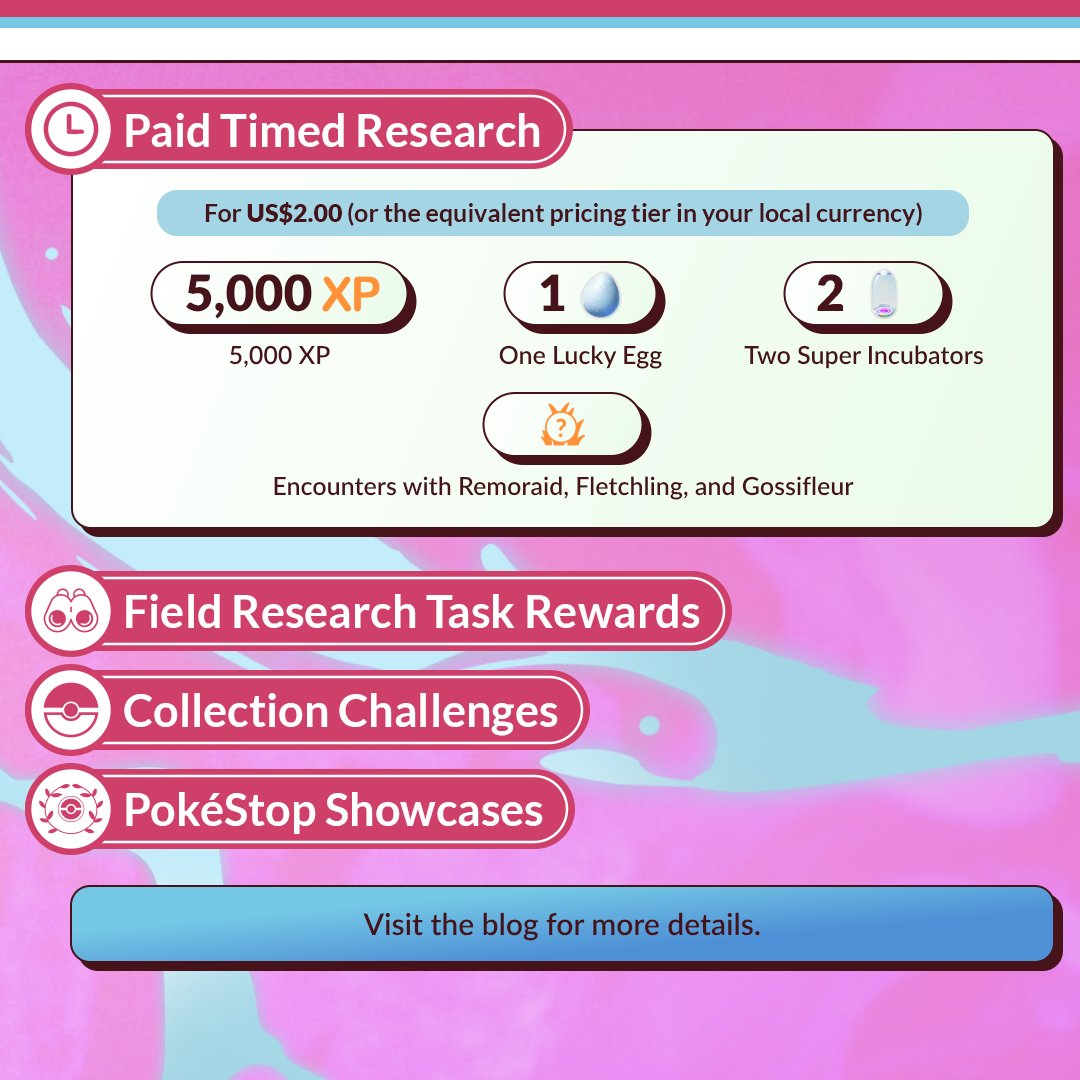 Paid Timed Research
For US$2.00 (or the equivalent pricing tier in your local currency)
5,000 XP
1
2
5,000 XP
One Lucky Egg
Two Super Incubators
?
Encounters with Remoraid, Fletchling, and Gossifleur
Field Research Task Rewards
Collection Challenges
PokéStop Showcases
Visit the blog for more details.